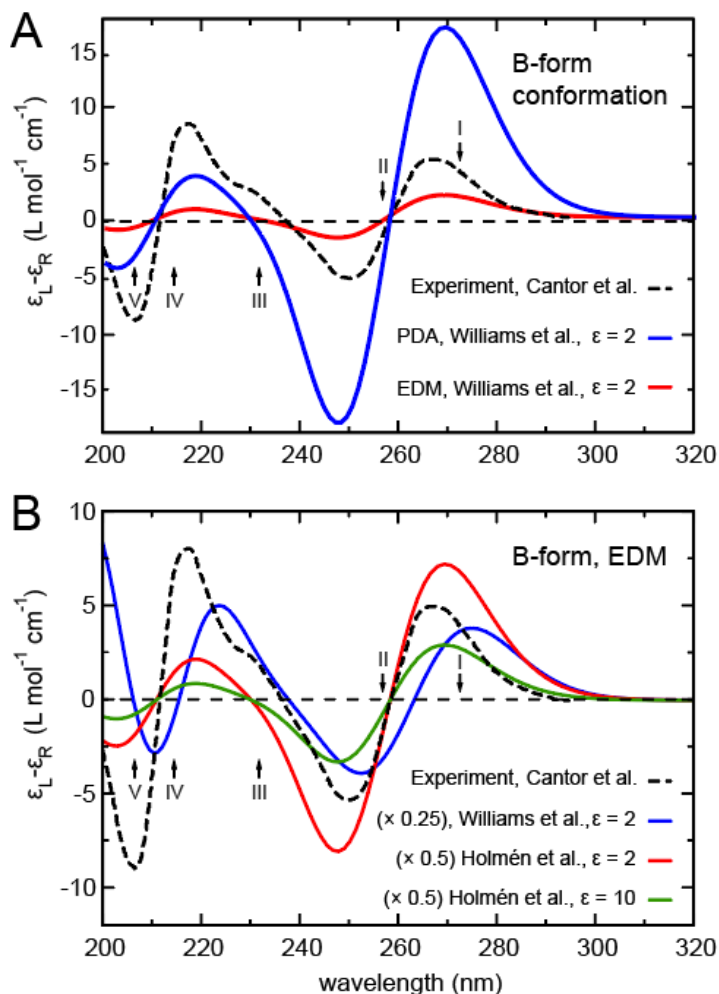 A
B-form
conformation
εL-εR (L mol-1 cm-1)
15
10
5
0
-5
-10
-15
I
II
V
IV
III
Experiment, Cantor et al.
PDA, Williams et al., ε = 2
EDM, Williams et al., ε = 2
200
220
240
260
280
300
320
B
B-form, EDM
εL-εR (L mol-1 cm-1)
10
5
0
-5
-10
II
I
V
IV
III
Experiment, Cantor et al.
(× 0.25), Williams et al.,ε = 2
(× 0.5) Holmén et al., ε = 2
(× 0.5) Holmén et al., ε = 10
200
220
240
260
280
300
320
wavelength (nm)